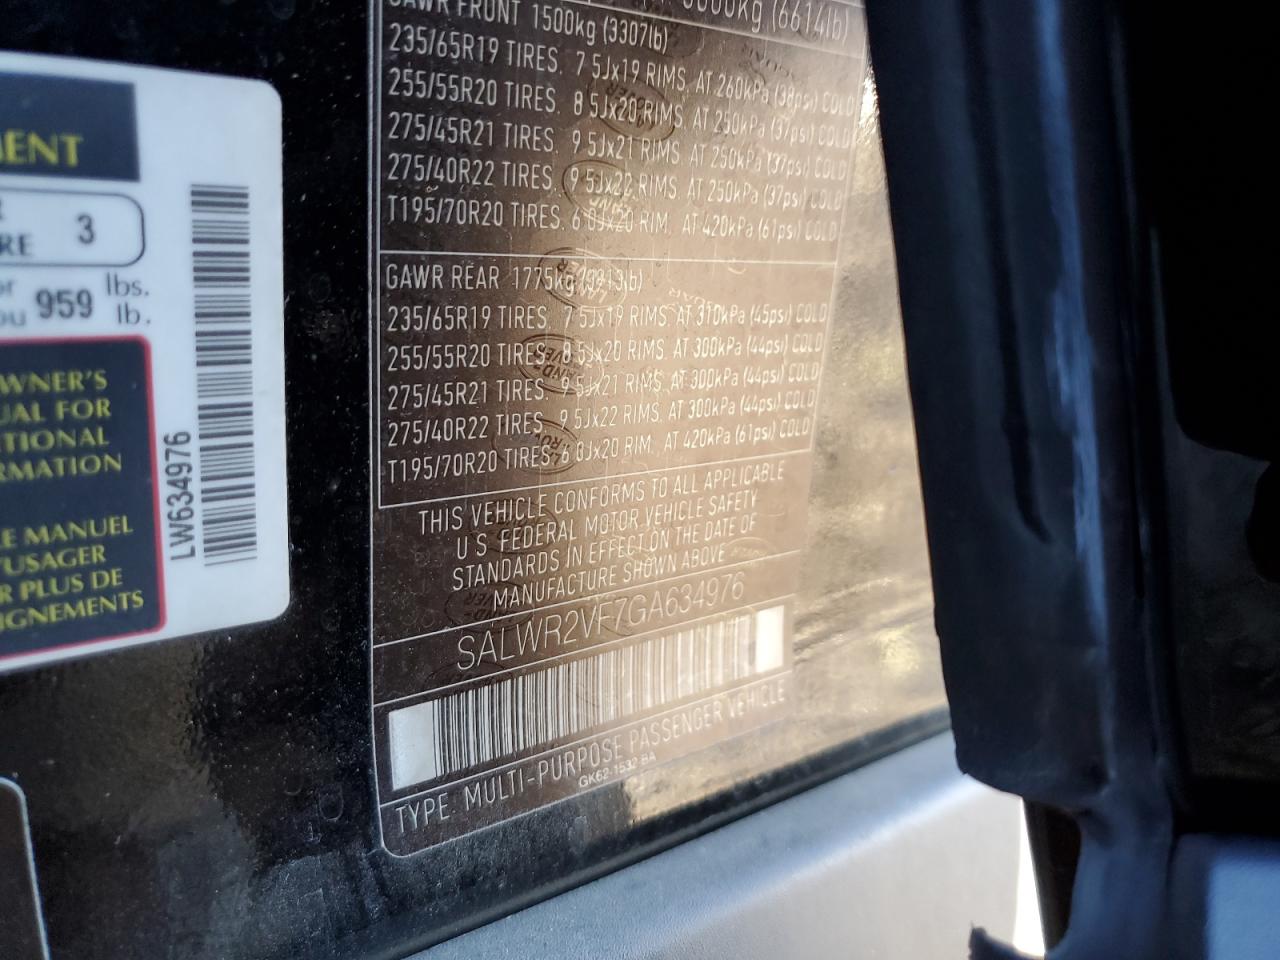 MENT
3
RE
959
lbs.
lb.
OWNER'S
UAL FOR
ITIONAL
ORMATION
LE MANUEL
UTUSAGER
R PLUS DE
IGNEMENTS
LW634976
(6614lb)
GAWR FRONT 1500kg (3307lb)
235/65R19 TIRES. 7 5Jx19 RIMS. AT 260kPa (38psi) COLD
255/55R20 TIRES. 8 5Jx20 RIMS. AT 250kPa (37psi) COLD
275/45R21 TIRES. 9 5Jx21 RIMS. AT 250kPa (37psi) COLD
275/40R22 TIRES. 9 5Jx22 RIMS. AT 250kPa (37psi) COLD
T195/70R20 TIRES. 6 0Jx20 RIM. AT 420kPa (61psi) COLD
GAWR REAR 1775kg (3913lb)
235/65R19 TIRES. 7 5Jx19 RIMS. AT 310kPa (45psi) COLD
255/55R20 TIRES. 8 5Jx20 RIMS. AT 300kPa (44psi) COLD
275/45R21 TIRES. 9 5Jx21 RIMS. AT 300kPa (44psi) COLD
275/40R22 TIRES. 9 5Jx22 RIMS. AT 300kPa (44psi) COLD
T195/70R20 TIRES. 6 0Jx20 RIM. AT 420kPa (61psi) COLD
THIS VEHICLE CONFORMS TO ALL APPLICABLE
U S FEDERAL MOTOR VEHICLE SAFETY
STANDARDS IN EFFECT ON THE DATE OF
MANUFACTURE SHOWN ABOVE
SALWR2VF7GA634976
TYPE. MULTI-PURPOSE PASSENGER VEHICLE
GK62-1532-BA